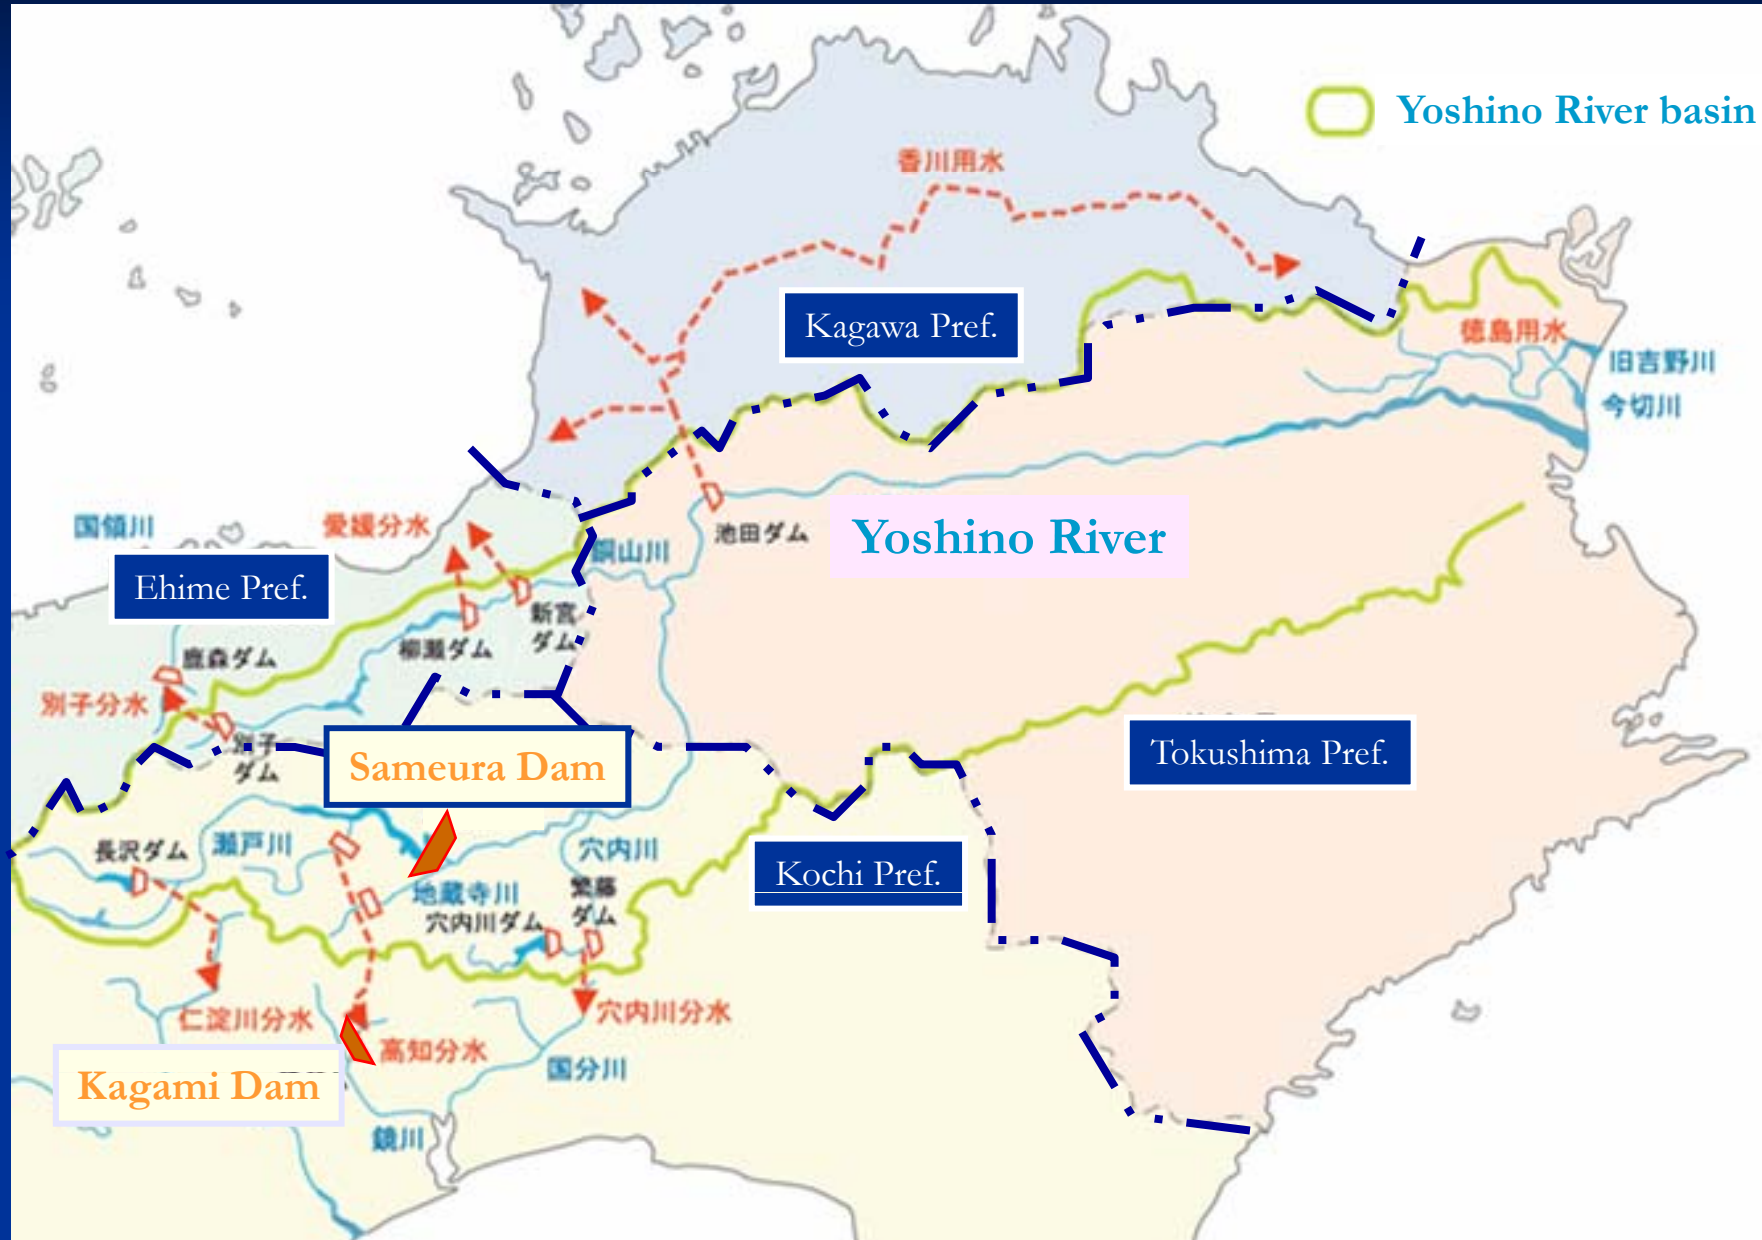 Yoshino River basin
香川用水
Kagawa Pref.
徳島用水
旧吉野川
今切川
国領川
愛媛分水
銅山川
池田ダム
Yoshino River
Ehime Pref.
新宮
ダム
柳瀬ダム
鹿森ダム
別子分水
別子
ダム
Sameura Dam
Tokushima Pref.
長沢ダム
瀬戸川
穴内川
Kochi Pref.
地蔵寺川
繁藤
ダム
穴内川ダム
仁淀川分水
高知分水
穴内川分水
国分川
Kagami Dam
鏡川